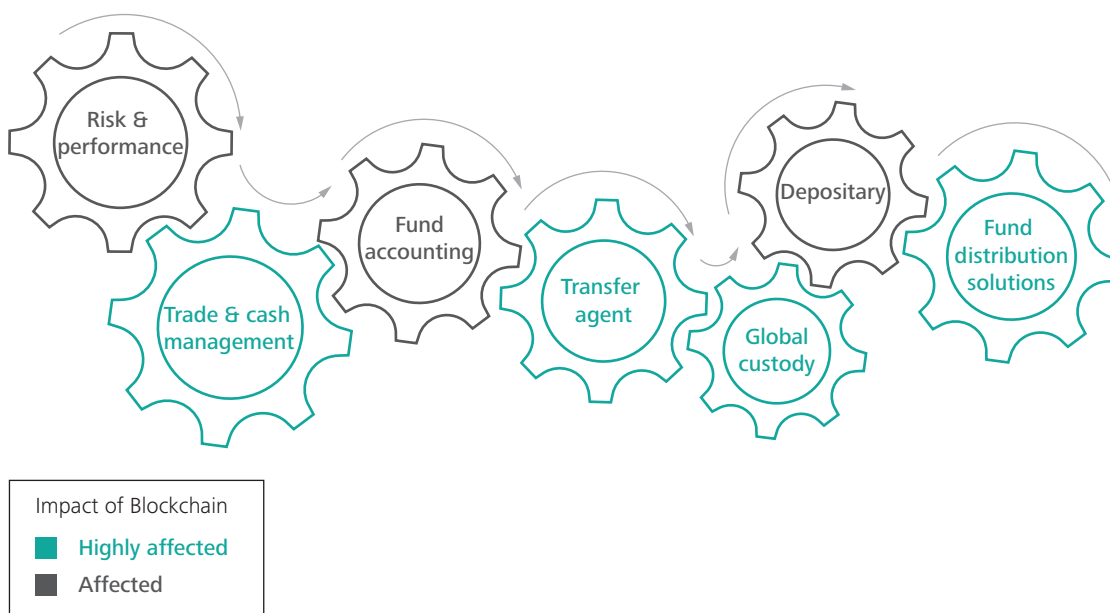 Risk &
performance
Trade & cash
management
Fund
accounting
Transfer
agent
Global
custody
Depositary
Fund
distribution
solutions
Impact of Blockchain
Highly affected
Affected